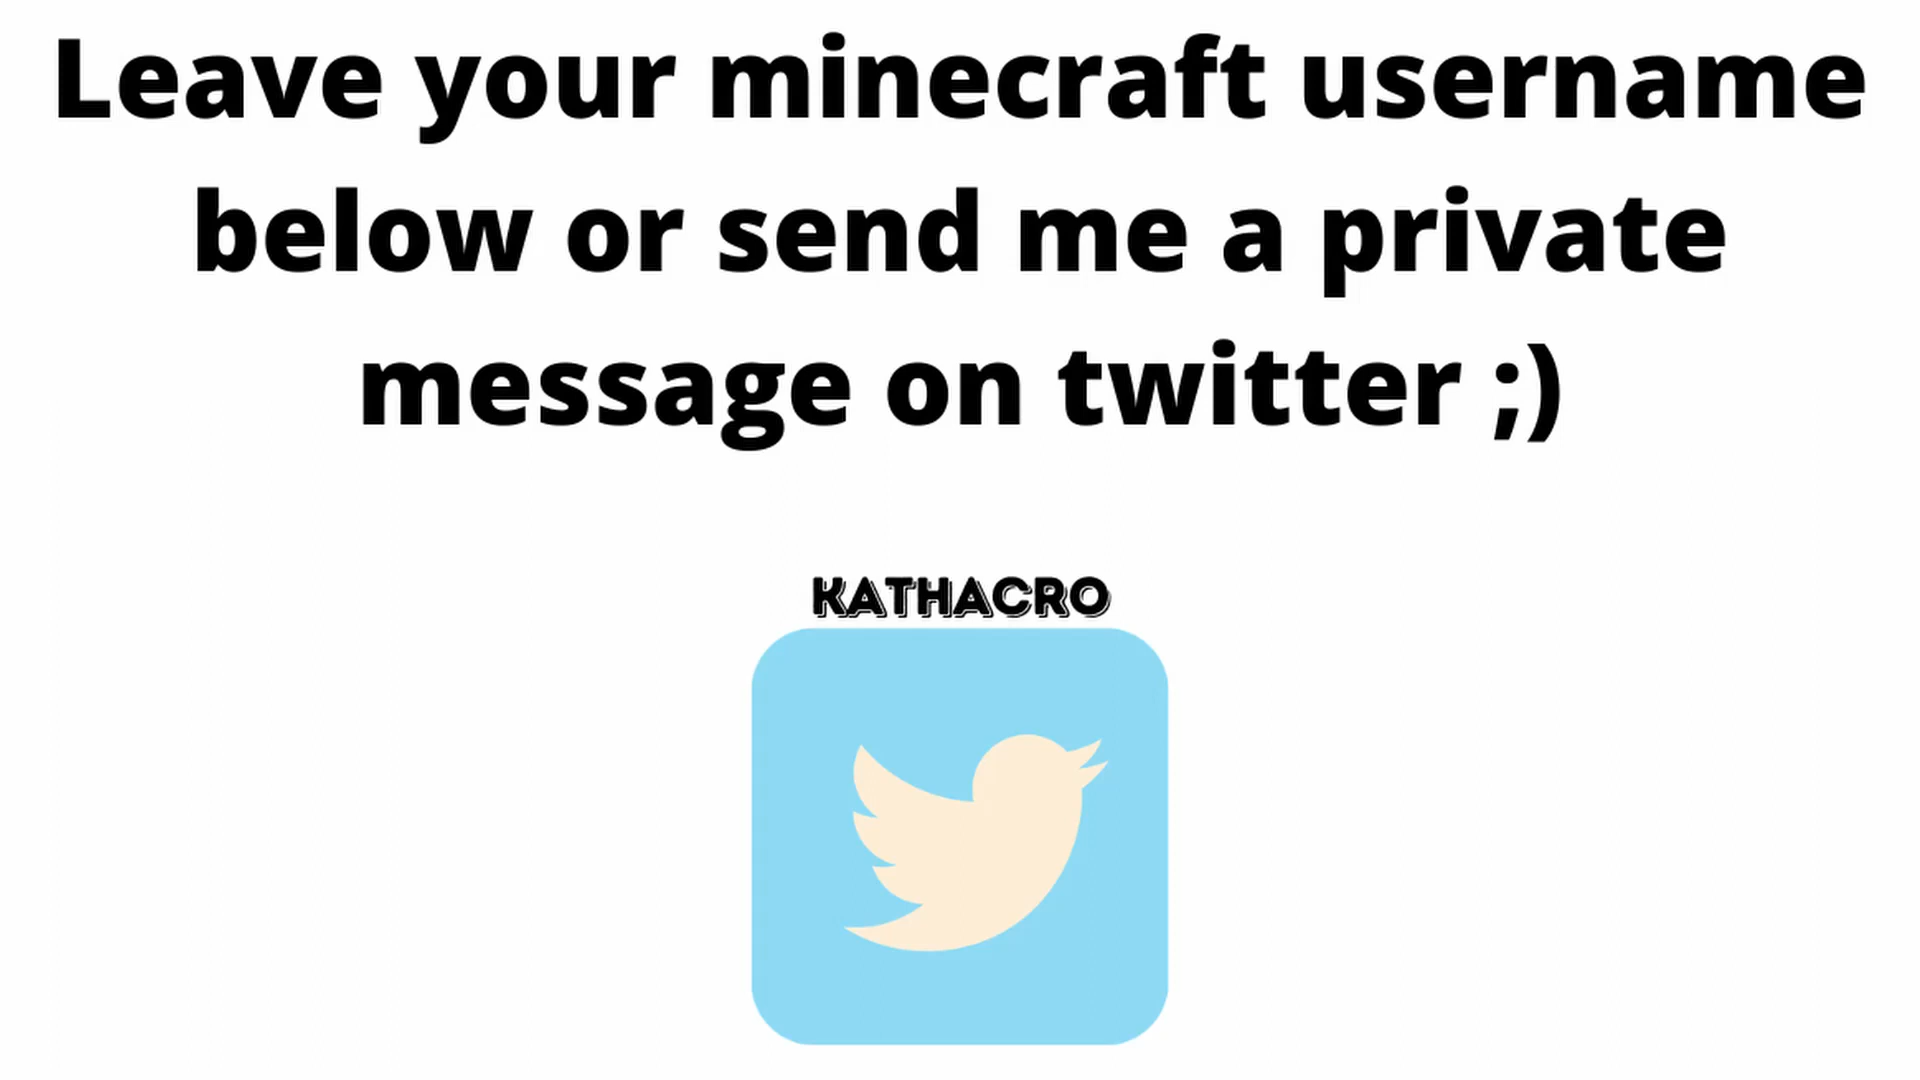 Leave your minecraft username
below or send me a private
message on twitter ;)
KATHACRO